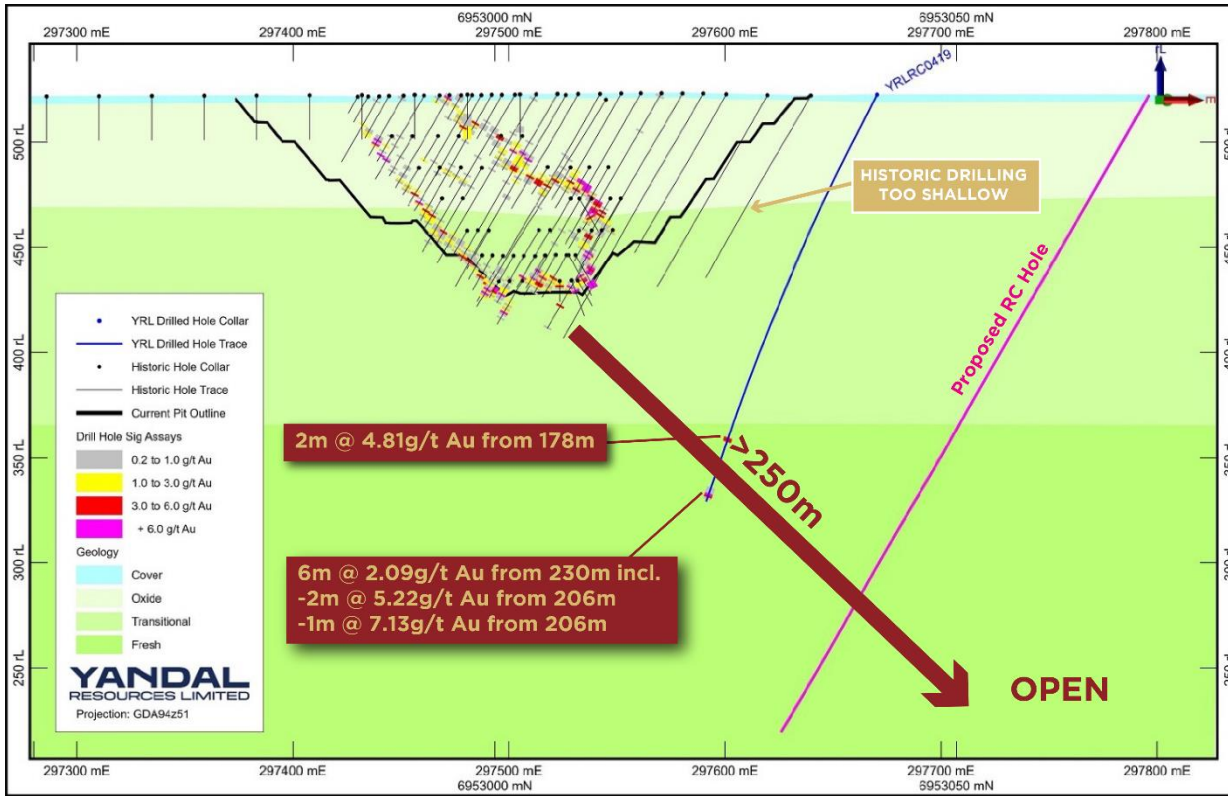 6953000 mN
6953050 mN
297300 mE
297400 mE
297500 mE
297600 mE
297700 mE
297800 mE
YRLRC0419
rL
m
500 rL
450 rL
400 rL
350 rL
300 rL
250 rL
HISTORIC DRILLING
TOO SHALLOW
Proposed RC Hole
YRL Drilled Hole Collar
YRL Drilled Hole Trace
Historic Hole Collar
Historic Hole Trace
Current Pit Outline
Drill Hole Sig Assays
0.2 to 1.0 g/t Au
1.0 to 3.0 g/t Au
3.0 to 6.0 g/t Au
+ 6.0 g/t Au
Geology
Cover
Oxide
Transitional
Fresh
YANDAL
RESOURCES LIMITED
Projection: GDA94z51
2m @ 4.81g/t Au from 178m
>250m
6m @ 2.09g/t Au from 230m incl.
-2m @ 5.22g/t Au from 206m
-1m @ 7.13g/t Au from 206m
OPEN
297300 mE
297400 mE
297500 mE
297600 mE
297700 mE
297800 mE
6953000 mN
6953050 mN